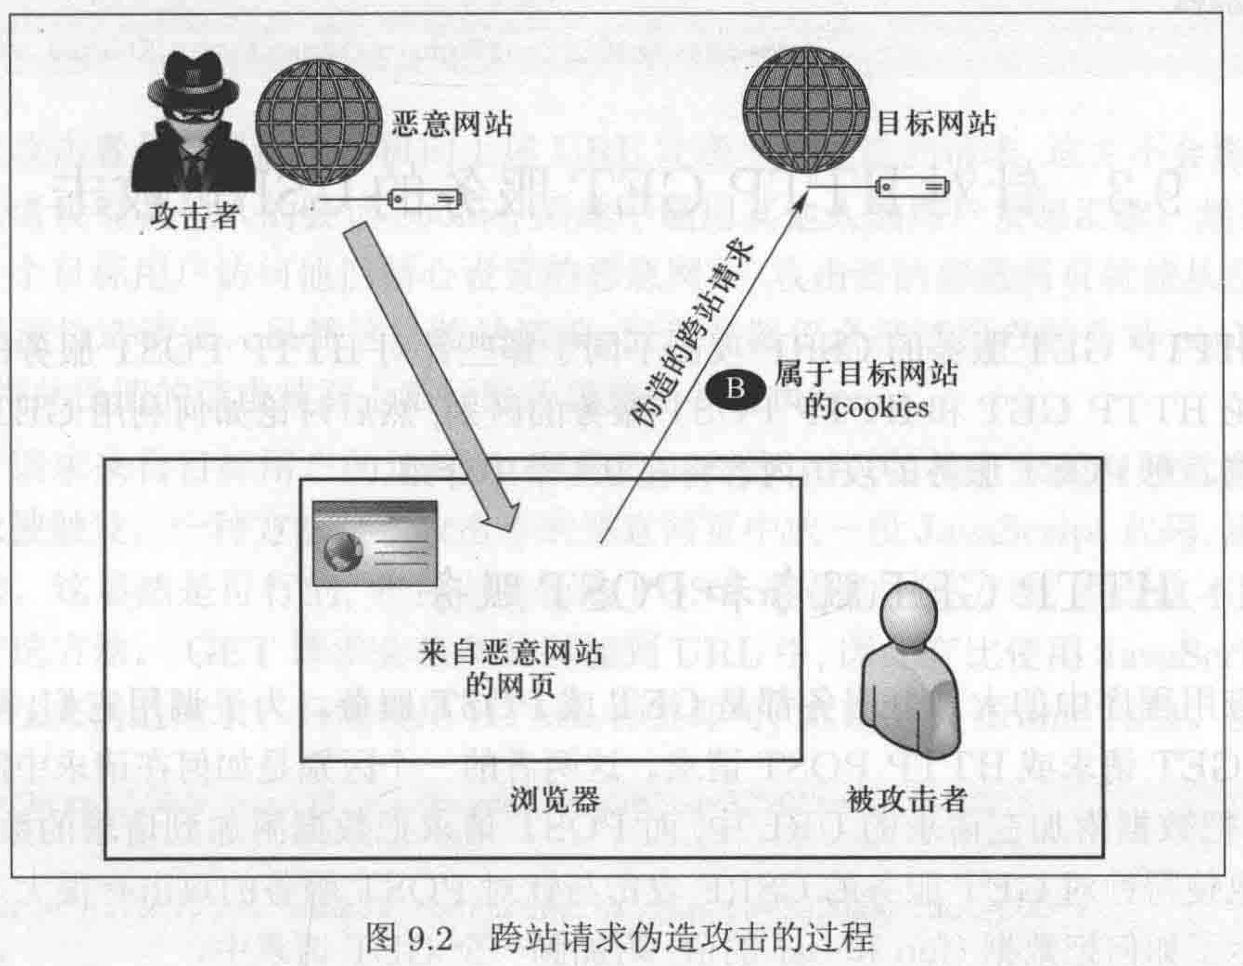 恶意网站
目标网站
攻击者
伪造的跨站请求
B
属于目标网站
的cookies
来自恶意网站
的网页
浏览器
被攻击者
图 9.2 跨站请求伪造攻击的过程